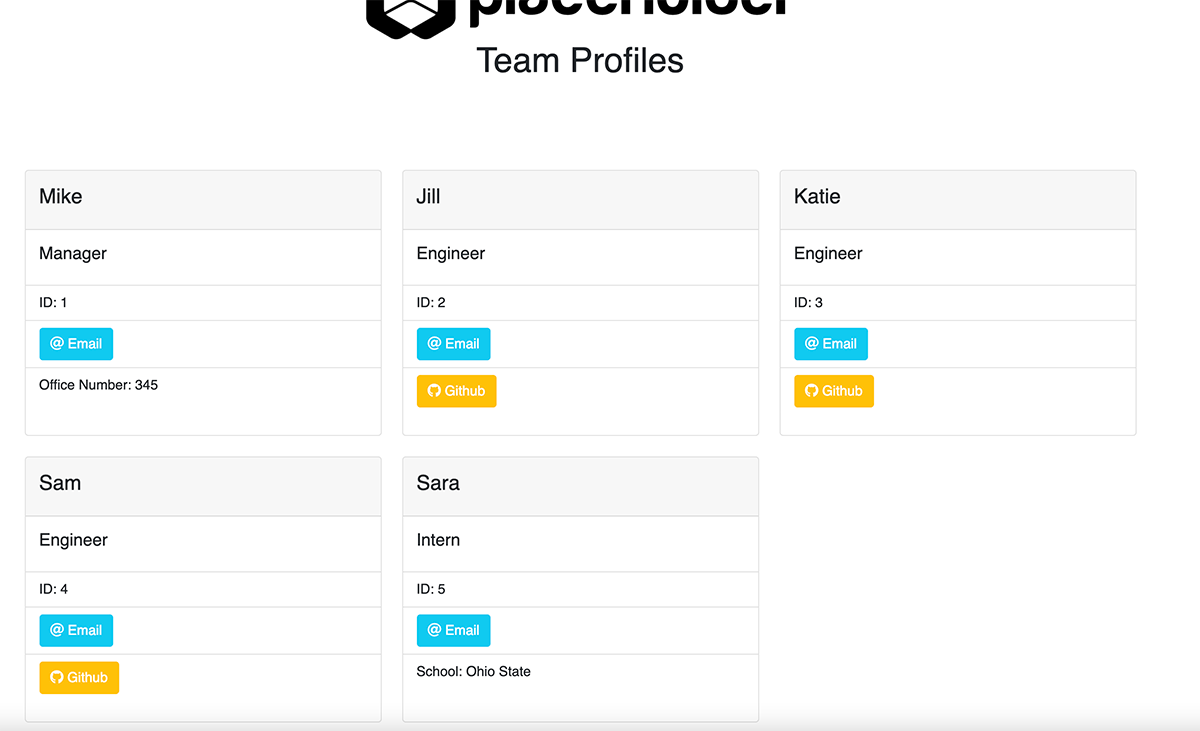 placeholder
Team Profiles
Mike
Manager
ID: 1
@ Email
Office Number: 345
Jill
Engineer
ID: 2
@ Email
Github
Katie
Engineer
ID: 3
@ Email
Github
Sam
Engineer
ID: 4
@ Email
Github
Sara
Intern
ID: 5
@ Email
School: Ohio State